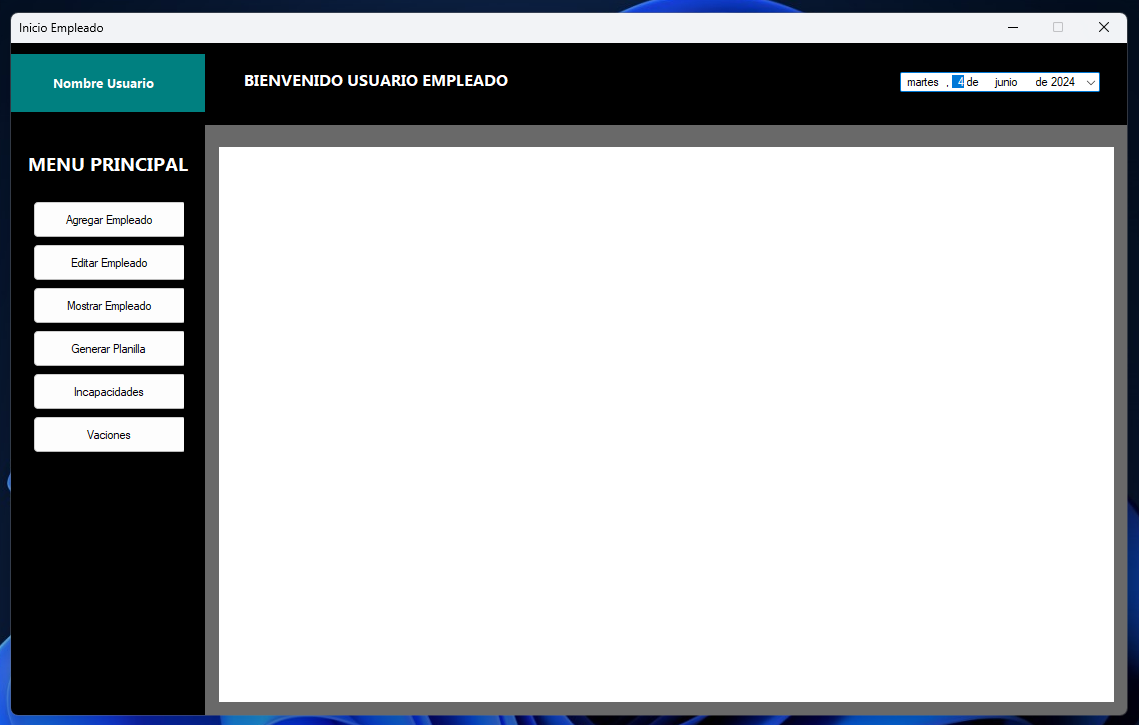 Inicio Empleado
Nombre Usuario
BIENVENIDO USUARIO EMPLEADO
martes , 4 de junio de 2024
MENU PRINCIPAL
Agregar Empleado
Editar Empleado
Mostrar Empleado
Generar Planilla
Incapacidades
Vaciones